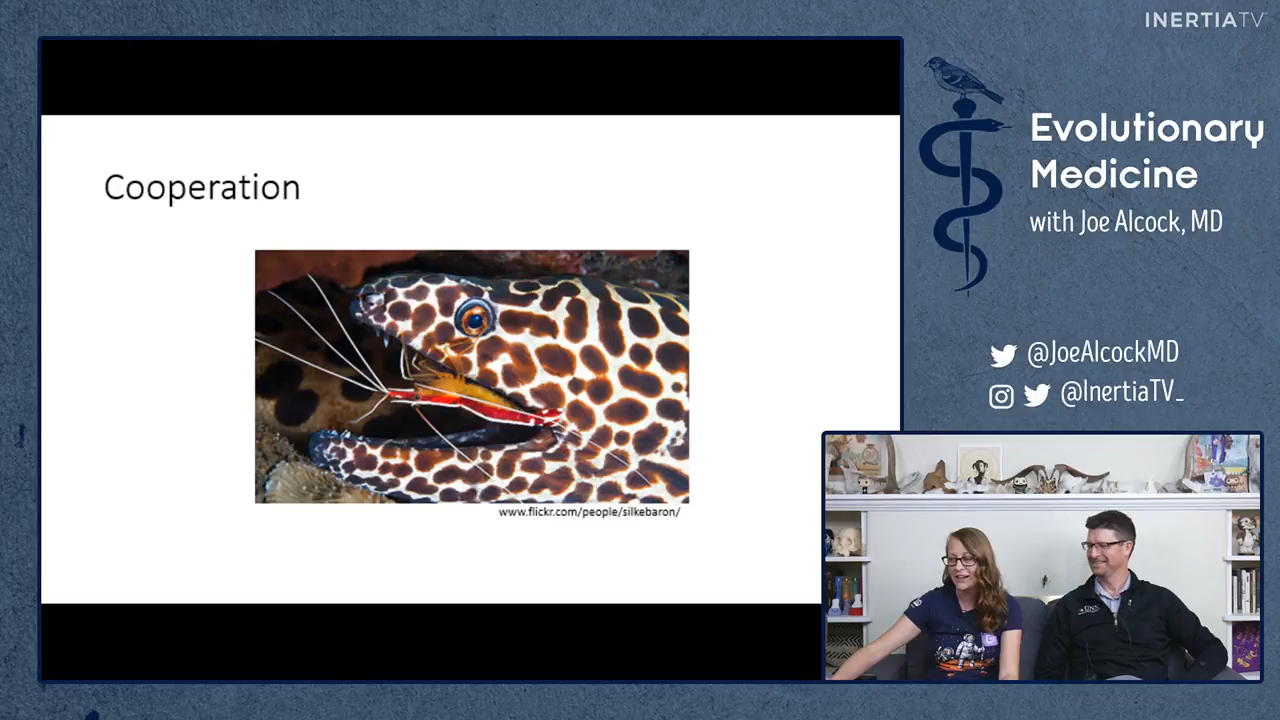 INERTIATV
Cooperation
www.flickr.com/people/silkebaron/
Evolutionary
Medicine
with Joe Alcock, MD
@JoeAlcockMD
@InertiaTV_